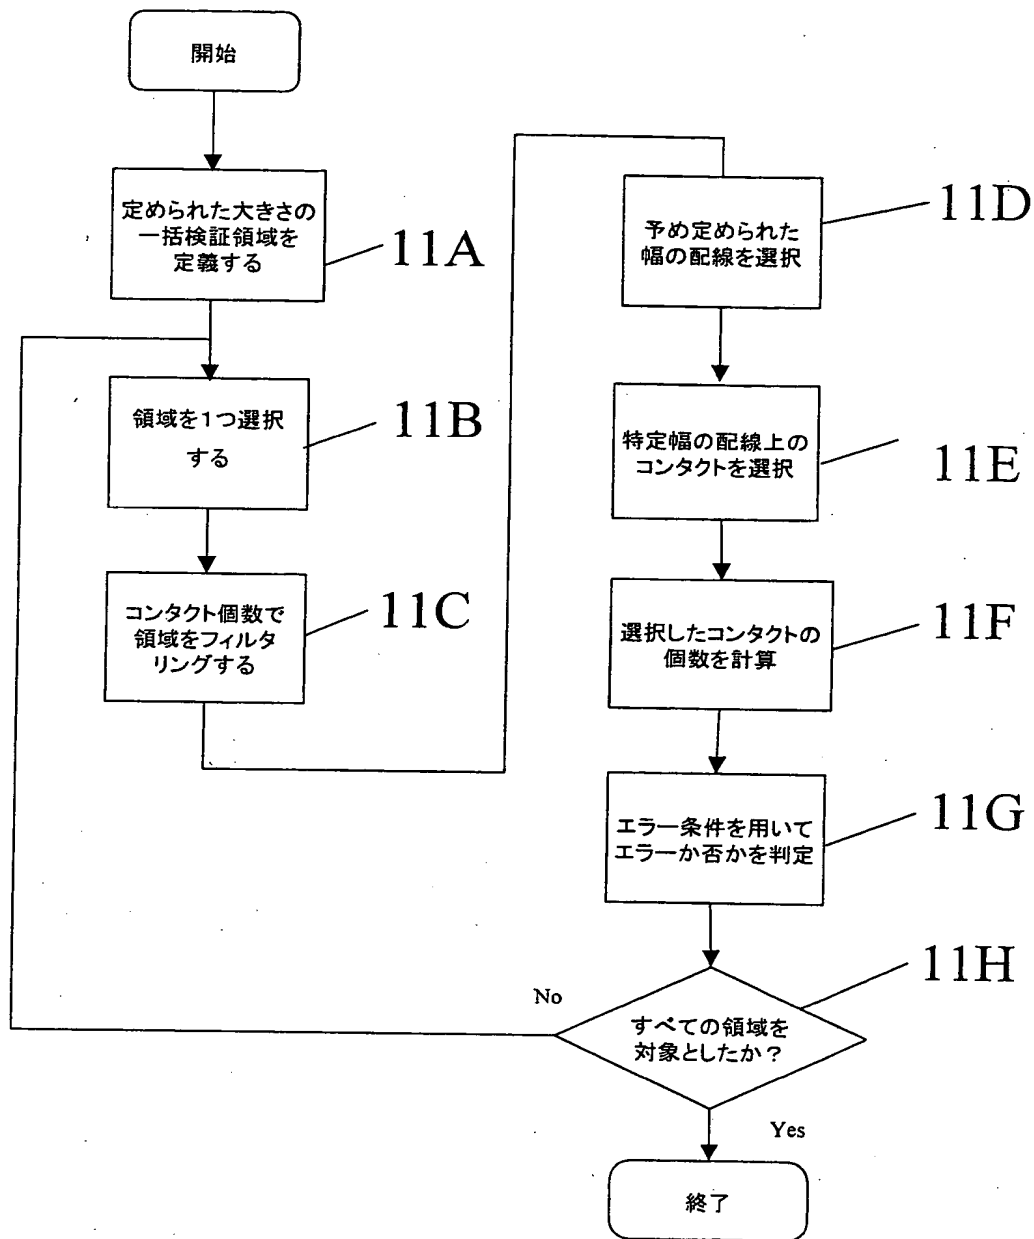 開始
定められた大きさの
一括検証領域を
定義する
11A
領域を1つ選択
する
11B
コンタクト個数で
領域をフィルタ
リングする
11C
予め定められた
幅の配線を選択
11D
特定幅の配線上の
コンタクトを選択
11E
選択したコンタクトの
個数を計算
11F
エラー条件を用いて
エラーか否かを判定
11G
すべての領域を
対象としたか?
11H
No
Yes
終了